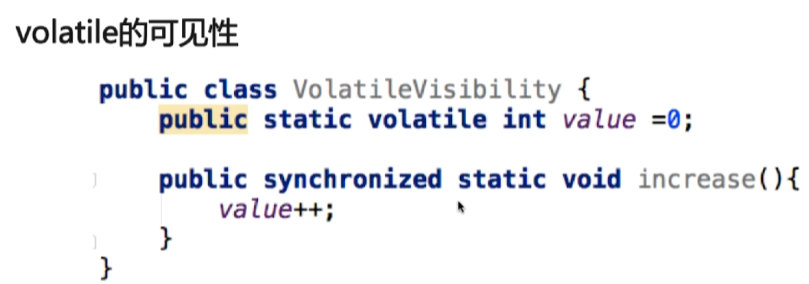 volatile的可见性
public class VolatileVisibility {
public static volatile int value =0;
public synchronized static void increase(){
value++;
}
}